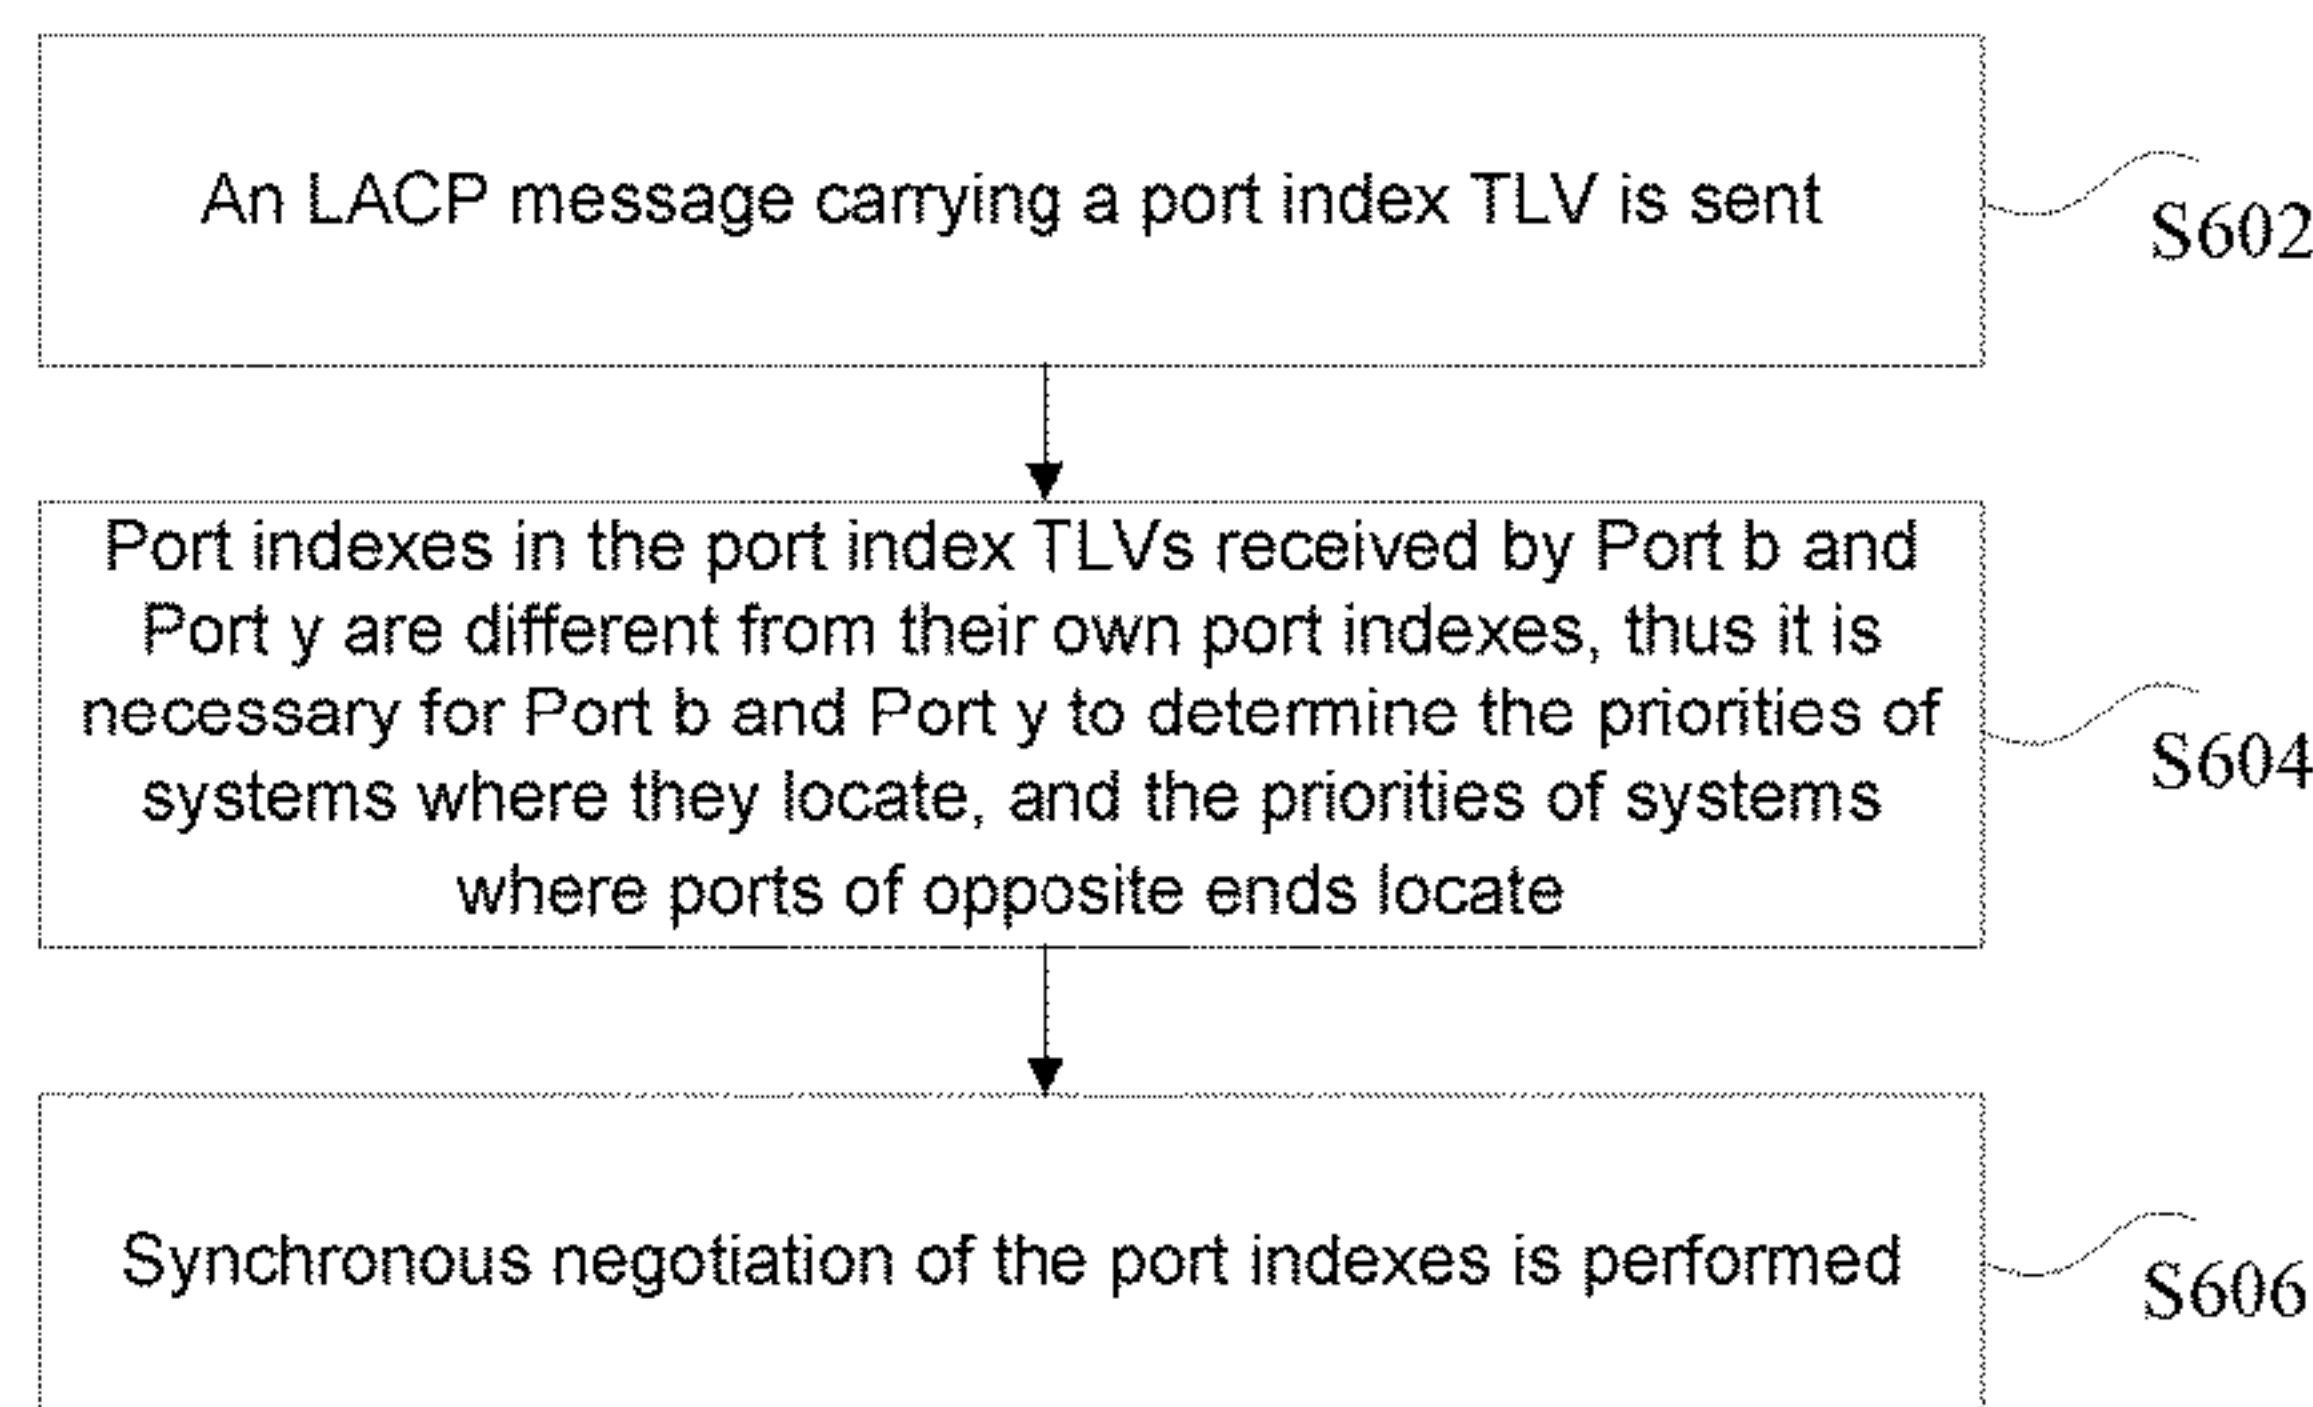 An LACP message carrying a port index TLV is sent
S602
Port indexes in the port index TLVs received by Port b and
Port y are different from their own port indexes, thus it is
necessary for Port b and Port y to determine the priorities of
systems where they locate, and the priorities of systems
where ports of opposite ends locate
S604
Synchronous negotiation of the port indexes is performed
S606